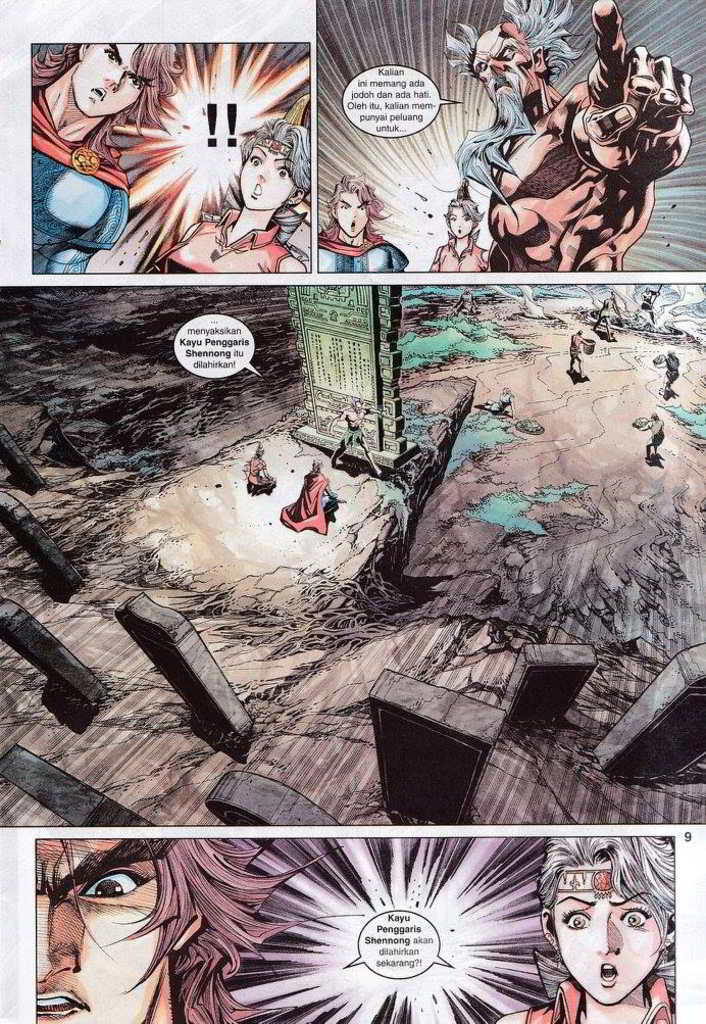 !!
Kalian
ini memang ada
jodoh dan ada hati.
Oleh itu, kalian mem-
punyai peluang
untuk...
...
menyaksikan
Kayu Penggaris
Shennong itu
dilahirkan!
9
Kayu
Penggaris
Shennong akan
dilahirkan
sekarang?!